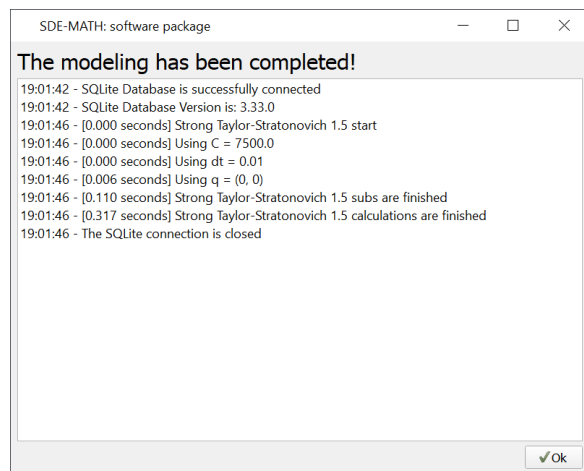 SDE-MATH: software package
The modeling has been completed!
19:01:42 - SQLite Database is successfully connected
19:01:42 - SQLite Database Version is: 3.33.0
19:01:46 - [0.000 seconds] Strong Taylor-Stratonovich 1.5 start
19:01:46 - [0.000 seconds] Using C = 7500.0
19:01:46 - [0.000 seconds] Using dt = 0.01
19:01:46 - [0.006 seconds] Using q = (0, 0)
19:01:46 - [0.110 seconds] Strong Taylor-Stratonovich 1.5 subs are finished
19:01:46 - [0.317 seconds] Strong Taylor-Stratonovich 1.5 calculations are finished
19:01:46 - The SQLite connection is closed
Ok